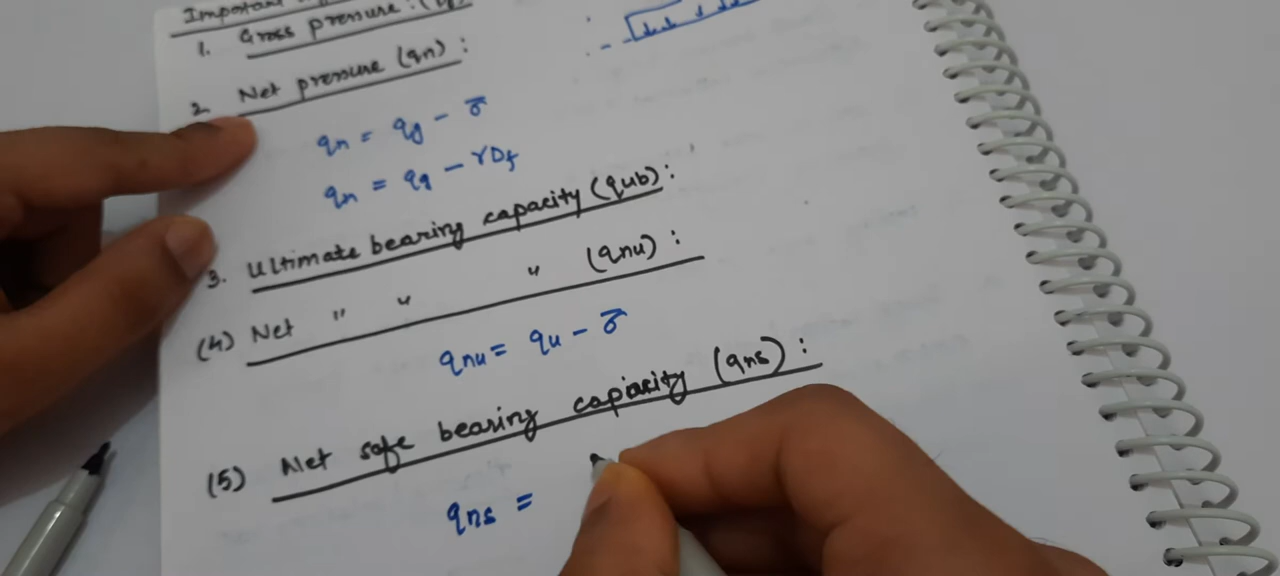 Important
1. Gross pressure :
2. Net pressure (qn) :
qn = qg - σ̄
qn = qg - γDf
3. Ultimate bearing capacity (qub) :
(4) Net " " " (qnu) :
qnu = qu - σ̄
(5) Net safe bearing capacity (qns) :
qns =